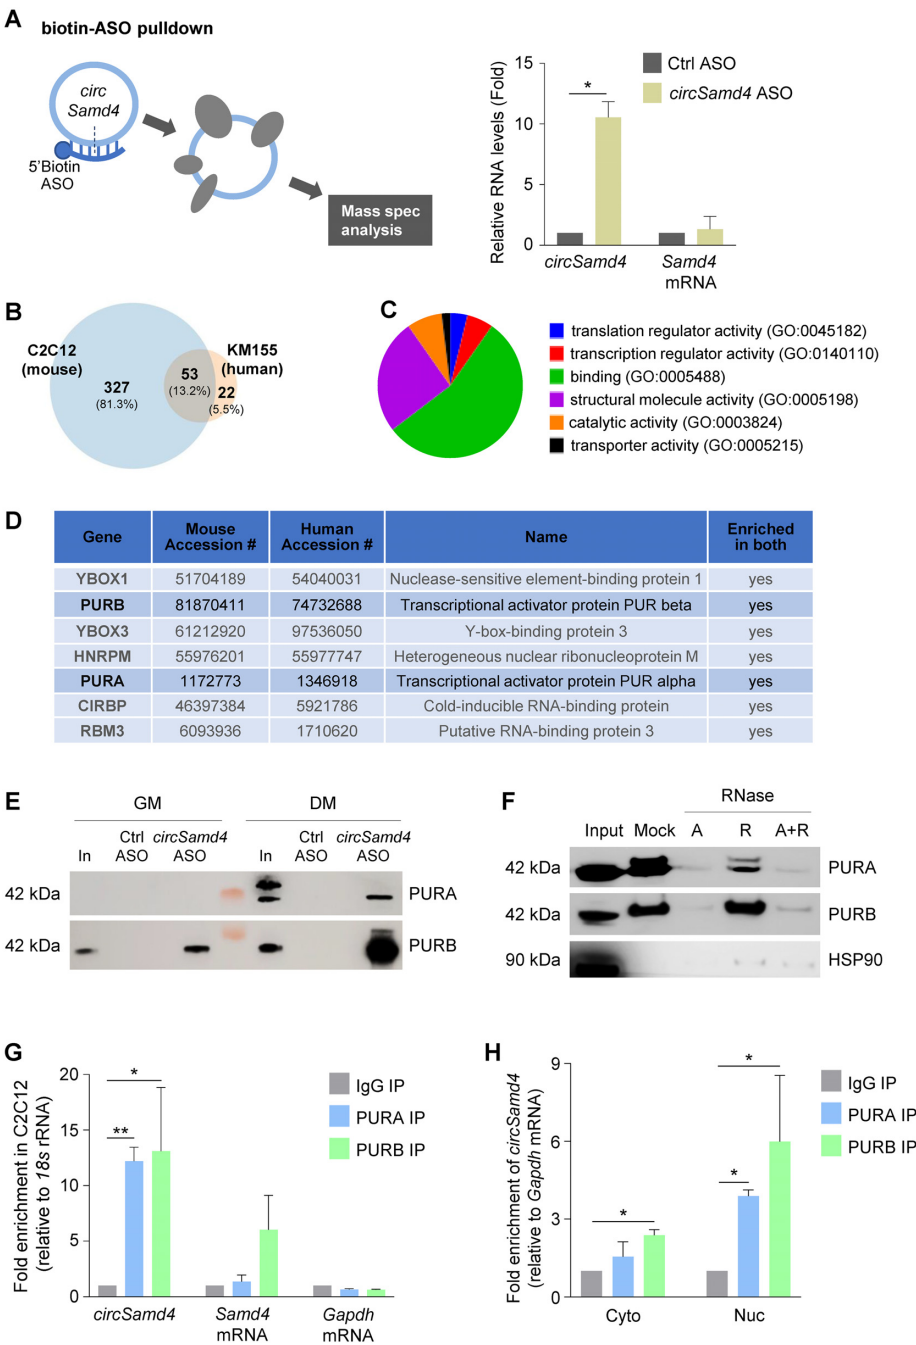 A
biotin-ASO pulldown
circ
Samd4
5'Biotin
ASO
Mass spec
analysis
Relative RNA levels (Fold)
15
10
5
0
*
Ctrl ASO
circSamd4 ASO
circSamd4
Samd4
mRNA
B
C2C12
(mouse)
327
(81.3%)
53
(13.2%)
KM155
(human)
22
(5.5%)
C
translation regulator activity (GO:0045182)
transcription regulator activity (GO:0140110)
binding (GO:0005488)
structural molecule activity (GO:0005198)
catalytic activity (GO:0003824)
transporter activity (GO:0005215)
D
Gene Mouse Accession # Human Accession # Name Enriched in both
YBOX1 51704189 54040031 Nuclease-sensitive element-binding protein 1 yes
PURB 81870411 74732688 Transcriptional activator protein PUR beta yes
YBOX3 61212920 97536050 Y-box-binding protein 3 yes
HNRPM 55976201 55977747 Heterogeneous nuclear ribonucleoprotein M yes
PURA 1172773 1346918 Transcriptional activator protein PUR alpha yes
CIRBP 46397384 5921786 Cold-inducible RNA-binding protein yes
RBM3 6093936 1710620 Putative RNA-binding protein 3 yes
E
GM DM
In Ctrl ASO circSamd4 ASO In Ctrl ASO circSamd4 ASO
42 kDa PURA
42 kDa PURB
F
RNase
Input Mock A R A+R
42 kDa PURA
42 kDa PURB
90 kDa HSP90
G
Fold enrichment in C2C12
(relative to 18s rRNA)
20
15
10
5
0
*
**
IgG IP
PURA IP
PURB IP
circSamd4
Samd4
mRNA
Gapdh
mRNA
H
Fold enrichment of circSamd4
(relative to Gapdh mRNA)
9
6
3
0
*
*
*
IgG IP
PURA IP
PURB IP
Cyto
Nuc